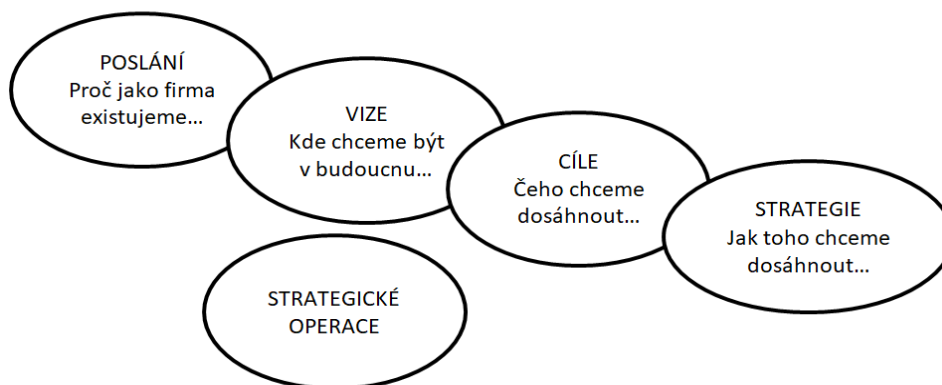 POSLÁNÍ
Proč jako firma
existujeme…
VIZE
Kde chceme být
v budoucnu…
CÍLE
Čeho chceme
dosáhnout…
STRATEGIE
Jak toho chceme
dosáhnout…
STRATEGICKÉ
OPERACE